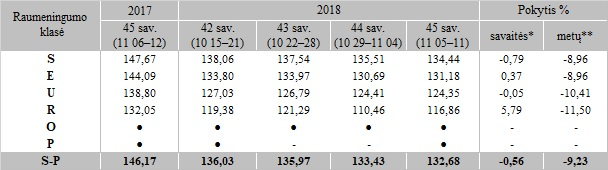 Raumeningumo klasė 2017 2018 Pokytis %
45 sav. (11 06–12) 42 sav. (10 15–21) 43 sav. (10 22–28) 44 sav. (10 29–11 04) 45 sav. (11 05–11) savaitės* metų**
S 147,67 138,06 137,54 135,51 134,44 -0,79 -8,96
E 144,09 133,80 133,97 130,69 131,18 0,37 -8,96
U 138,80 127,03 126,79 124,41 124,35 -0,05 -10,41
R 132,05 119,38 121,29 110,46 116,86 5,79 -11,50
O ● ● ● ● ● - -
P ● ● - - ● - -
S-P 146,17 136,03 135,97 133,43 132,68 -0,56 -9,23